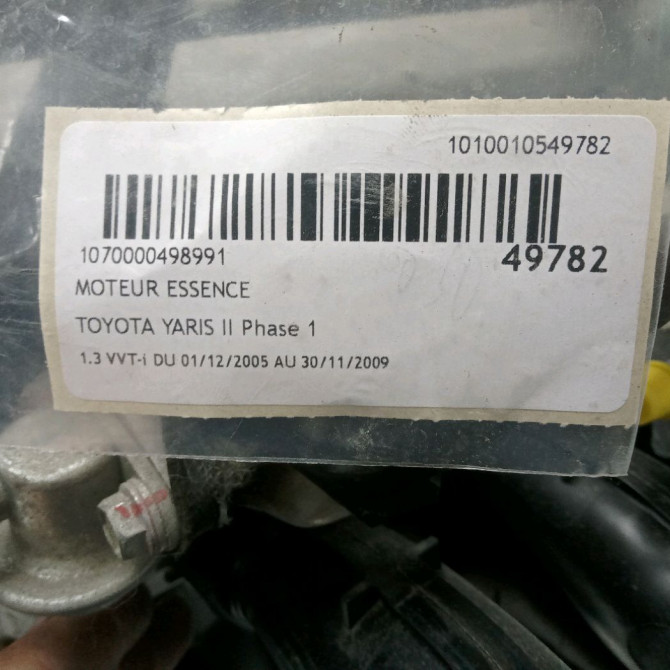 1010010549782
1070000498991
49782
MOTEUR ESSENCE
TOYOTA YARIS II Phase 1
1.3 VVT-i DU 01/12/2005 AU 30/11/2009